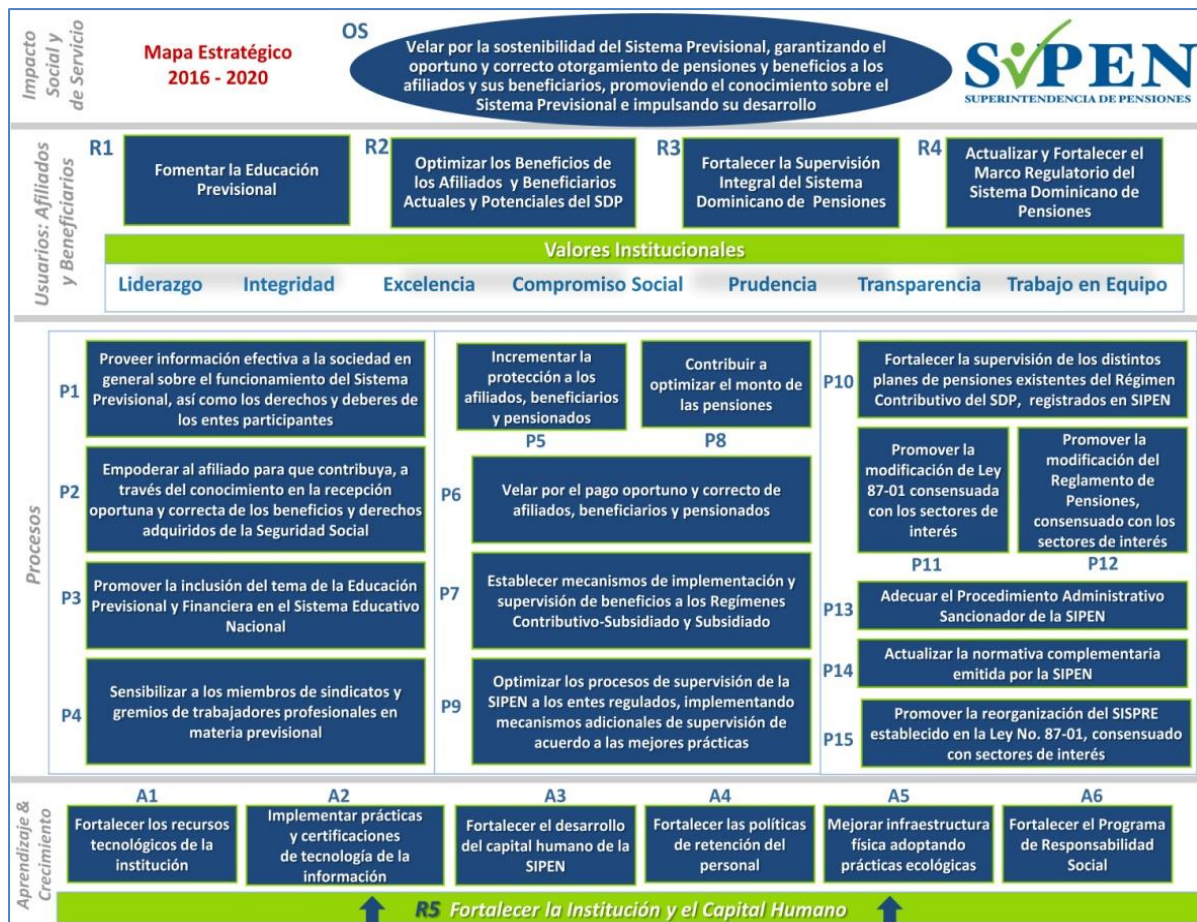 Impacto
Social y
de Servicio
Mapa Estratégico
2016 - 2020
OS
Velar por la sostenibilidad del Sistema Previsional, garantizando el
oportuno y correcto otorgamiento de pensiones y beneficios a los
afiliados y sus beneficiarios, promoviendo el conocimiento sobre el
Sistema Previsional e impulsando su desarrollo
SIPEN
SUPERINTENDENCIA DE PENSIONES
Usuarios: Afiliados
y Beneficiarios
R1
Fomentar la Educación
Previsional
R2
Optimizar los Beneficios de
los Afiliados y Beneficiarios
Actuales y Potenciales del SDP
R3
Fortalecer la Supervisión
Integral del Sistema
Dominicano de Pensiones
R4
Actualizar y Fortalecer el
Marco Regulatorio del
Sistema Dominicano de
Pensiones
Valores Institucionales
Liderazgo Integridad Excelencia Compromiso Social Prudencia Transparencia Trabajo en Equipo
Procesos
P1
Proveer información efectiva a la sociedad en
general sobre el funcionamiento del Sistema
Previsional, así como los derechos y deberes de
los entes participantes
P2
Empoderar al afiliado para que contribuya, a
través del conocimiento en la recepción
oportuna y correcta de los beneficios y derechos
adquiridos de la Seguridad Social
P3
Promover la inclusión del tema de la Educación
Previsional y Financiera en el Sistema Educativo
Nacional
P4
Sensibilizar a los miembros de sindicatos y
gremios de trabajadores profesionales en
materia previsional
Incrementar la
protección a los
afiliados, beneficiarios
y pensionados
P5
Contribuir a
optimizar el monto de
las pensiones
P8
P6
Velar por el pago oportuno y correcto de
afiliados, beneficiarios y pensionados
P7
Establecer mecanismos de implementación y
supervisión de beneficios a los Regímenes
Contributivo-Subsidiado y Subsidiado
P9
Optimizar los procesos de supervisión de la
SIPEN a los entes regulados, implementando
mecanismos adicionales de supervisión de
acuerdo a las mejores prácticas
P10
Fortalecer la supervisión de los distintos
planes de pensiones existentes del Régimen
Contributivo del SDP, registrados en SIPEN
Promover la
modificación de Ley
87-01 consensuada
con los sectores de
interés
P11
Promover la
modificación del
Reglamento de
Pensiones,
consensuado con los
sectores de interés
P12
P13
Adecuar el Procedimiento Administrativo
Sancionador de la SIPEN
P14
Actualizar la normativa complementaria
emitida por la SIPEN
P15
Promover la reorganización del SISPRE
establecido en la Ley No. 87-01, consensuado
con sectores de interés
Aprendizaje &
Crecimiento
A1
Fortalecer los recursos
tecnológicos de la
institución
A2
Implementar prácticas
y certificaciones
de tecnología de la
información
A3
Fortalecer el desarrollo
del capital humano de la
SIPEN
A4
Fortalecer las políticas
de retención del
personal
A5
Mejorar infraestructura
física adoptando
prácticas ecológicas
A6
Fortalecer el Programa
de Responsabilidad
Social
R5 Fortalecer la Institución y el Capital Humano